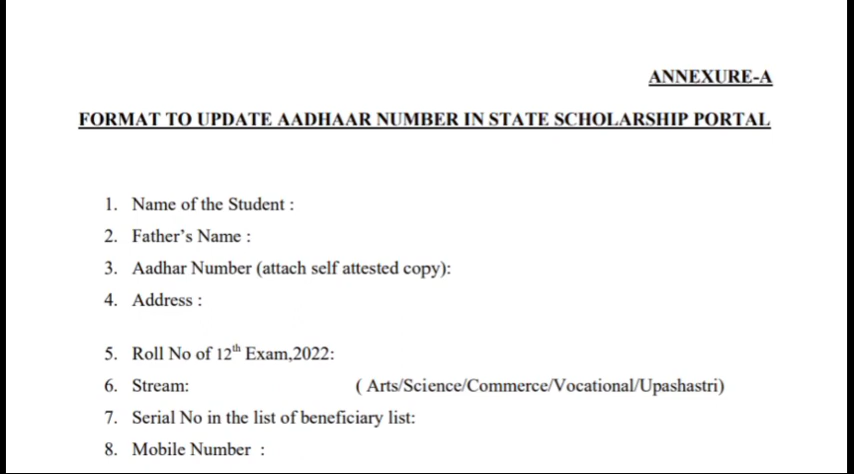 ANNEXURE-A
FORMAT TO UPDATE AADHAAR NUMBER IN STATE SCHOLARSHIP PORTAL
1. Name of the Student :
2. Father’s Name :
3. Aadhar Number (attach self attested copy):
4. Address :
5. Roll No of 12th Exam,2022:
6. Stream: ( Arts/Science/Commerce/Vocational/Upashastri)
7. Serial No in the list of beneficiary list:
8. Mobile Number :